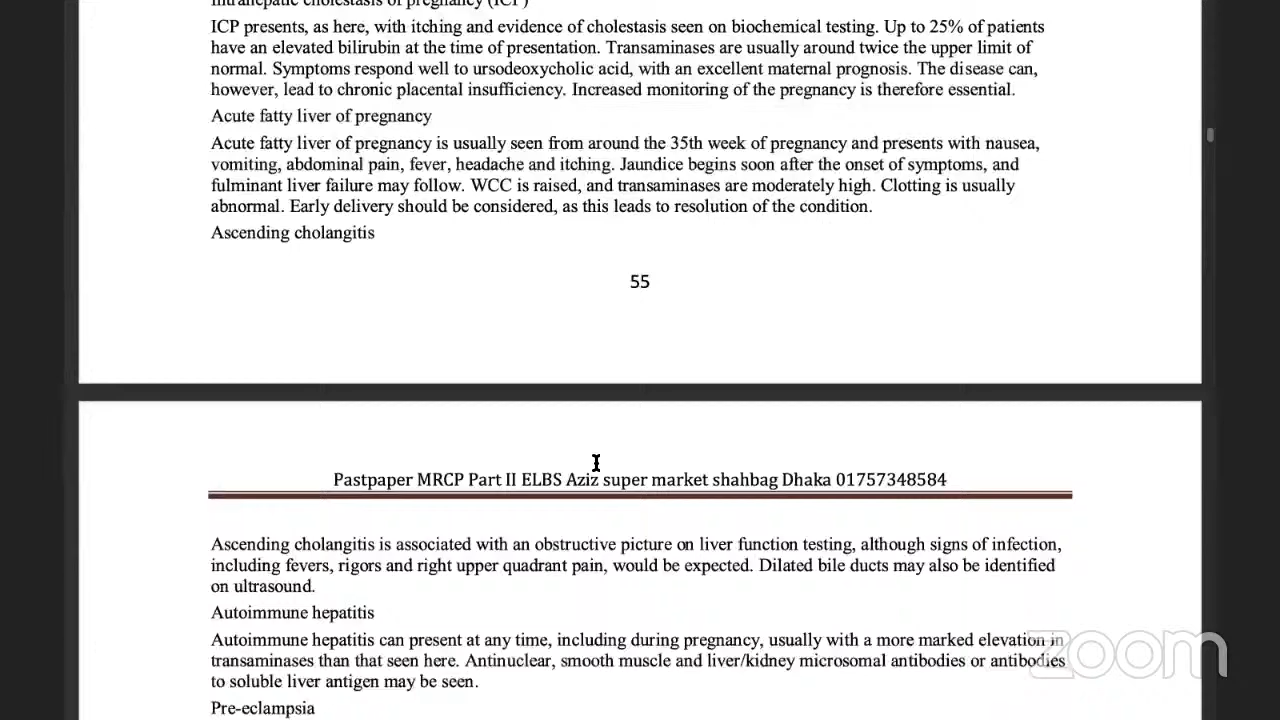 Intrahepatic cholestasis of pregnancy (ICP)
ICP presents, as here, with itching and evidence of cholestasis seen on biochemical testing. Up to 25% of patients
have an elevated bilirubin at the time of presentation. Transaminases are usually around twice the upper limit of
normal. Symptoms respond well to ursodeoxycholic acid, with an excellent maternal prognosis. The disease can,
however, lead to chronic placental insufficiency. Increased monitoring of the pregnancy is therefore essential.
Acute fatty liver of pregnancy
Acute fatty liver of pregnancy is usually seen from around the 35th week of pregnancy and presents with nausea,
vomiting, abdominal pain, fever, headache and itching. Jaundice begins soon after the onset of symptoms, and
fulminant liver failure may follow. WCC is raised, and transaminases are moderately high. Clotting is usually
abnormal. Early delivery should be considered, as this leads to resolution of the condition.
Ascending cholangitis
55
Pastpaper MRCP Part II ELBS Aziz super market shahbag Dhaka 01757348584
Ascending cholangitis is associated with an obstructive picture on liver function testing, although signs of infection,
including fevers, rigors and right upper quadrant pain, would be expected. Dilated bile ducts may also be identified
on ultrasound.
Autoimmune hepatitis
Autoimmune hepatitis can present at any time, including during pregnancy, usually with a more marked elevation in
transaminases than that seen here. Antinuclear, smooth muscle and liver/kidney microsomal antibodies or antibodies
to soluble liver antigen may be seen.
Pre-eclampsia
zoom